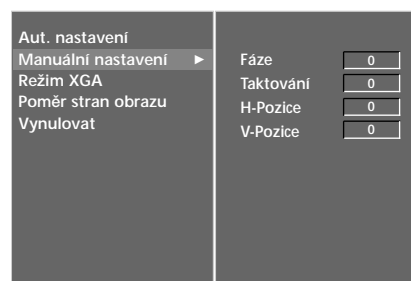 Aut. nastavení
Manuální nastavení ►
Režim XGA
Poměr stran obrazu
Vynulovat
Fáze 0
Taktování 0
H-Pozice 0
V-Pozice 0